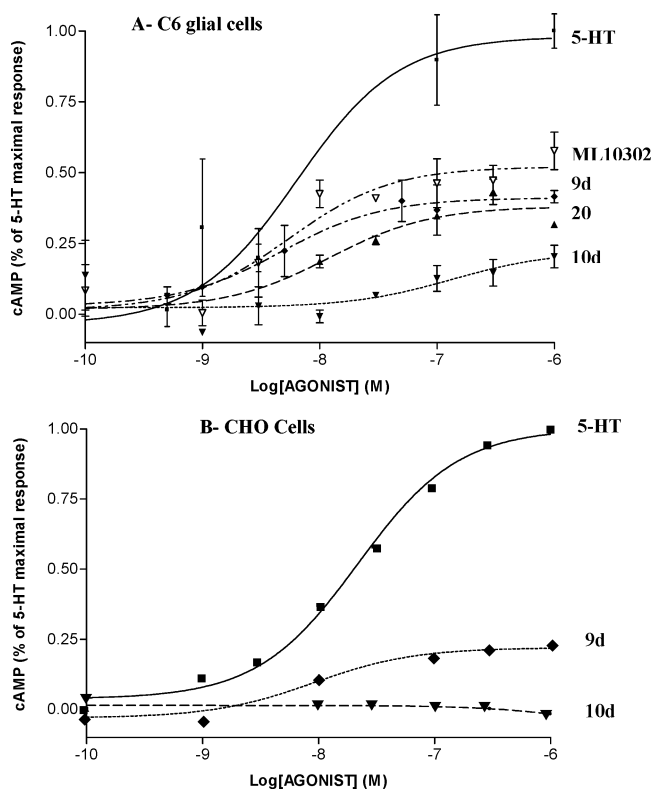 A- C6 glial cells
cAMP (% of 5-HT maximal response)
1.00
0.75
0.50
0.25
0.00
-10
-9
-8
-7
-6
Log[AGONIST] (M)
5-HT
ML10302
9d
20
10d
B- CHO Cells
cAMP (% of 5-HT maximal response)
1.00
0.75
0.50
0.25
0.00
-10
-9
-8
-7
-6
Log[AGONIST] (M)
5-HT
9d
10d